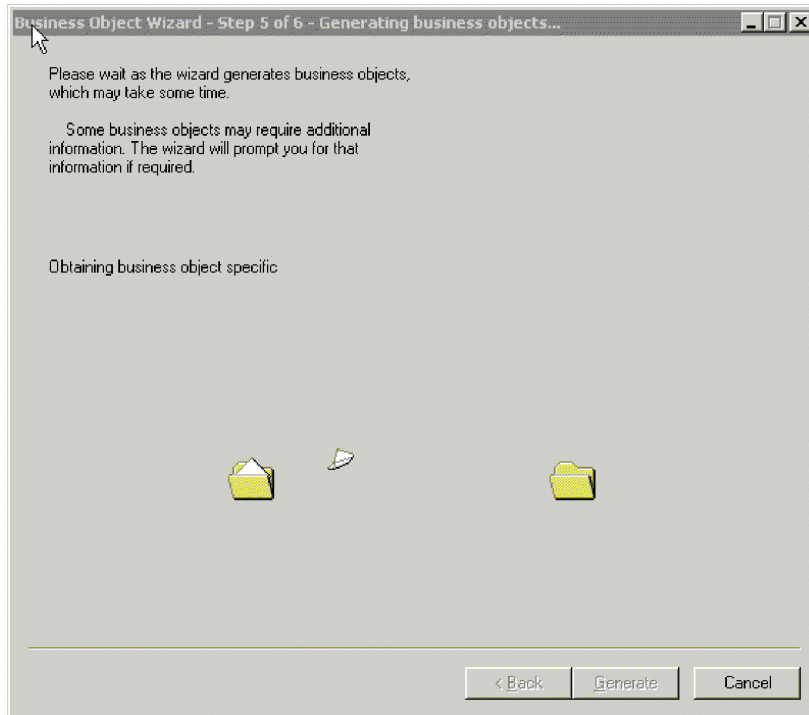 Business Object Wizard - Step 5 of 6 - Generating business objects...
Please wait as the wizard generates business objects,
which may take some time.
Some business objects may require additional
information. The wizard will prompt you for that
information if required.
Obtaining business object specific
< Back
Generate
Cancel